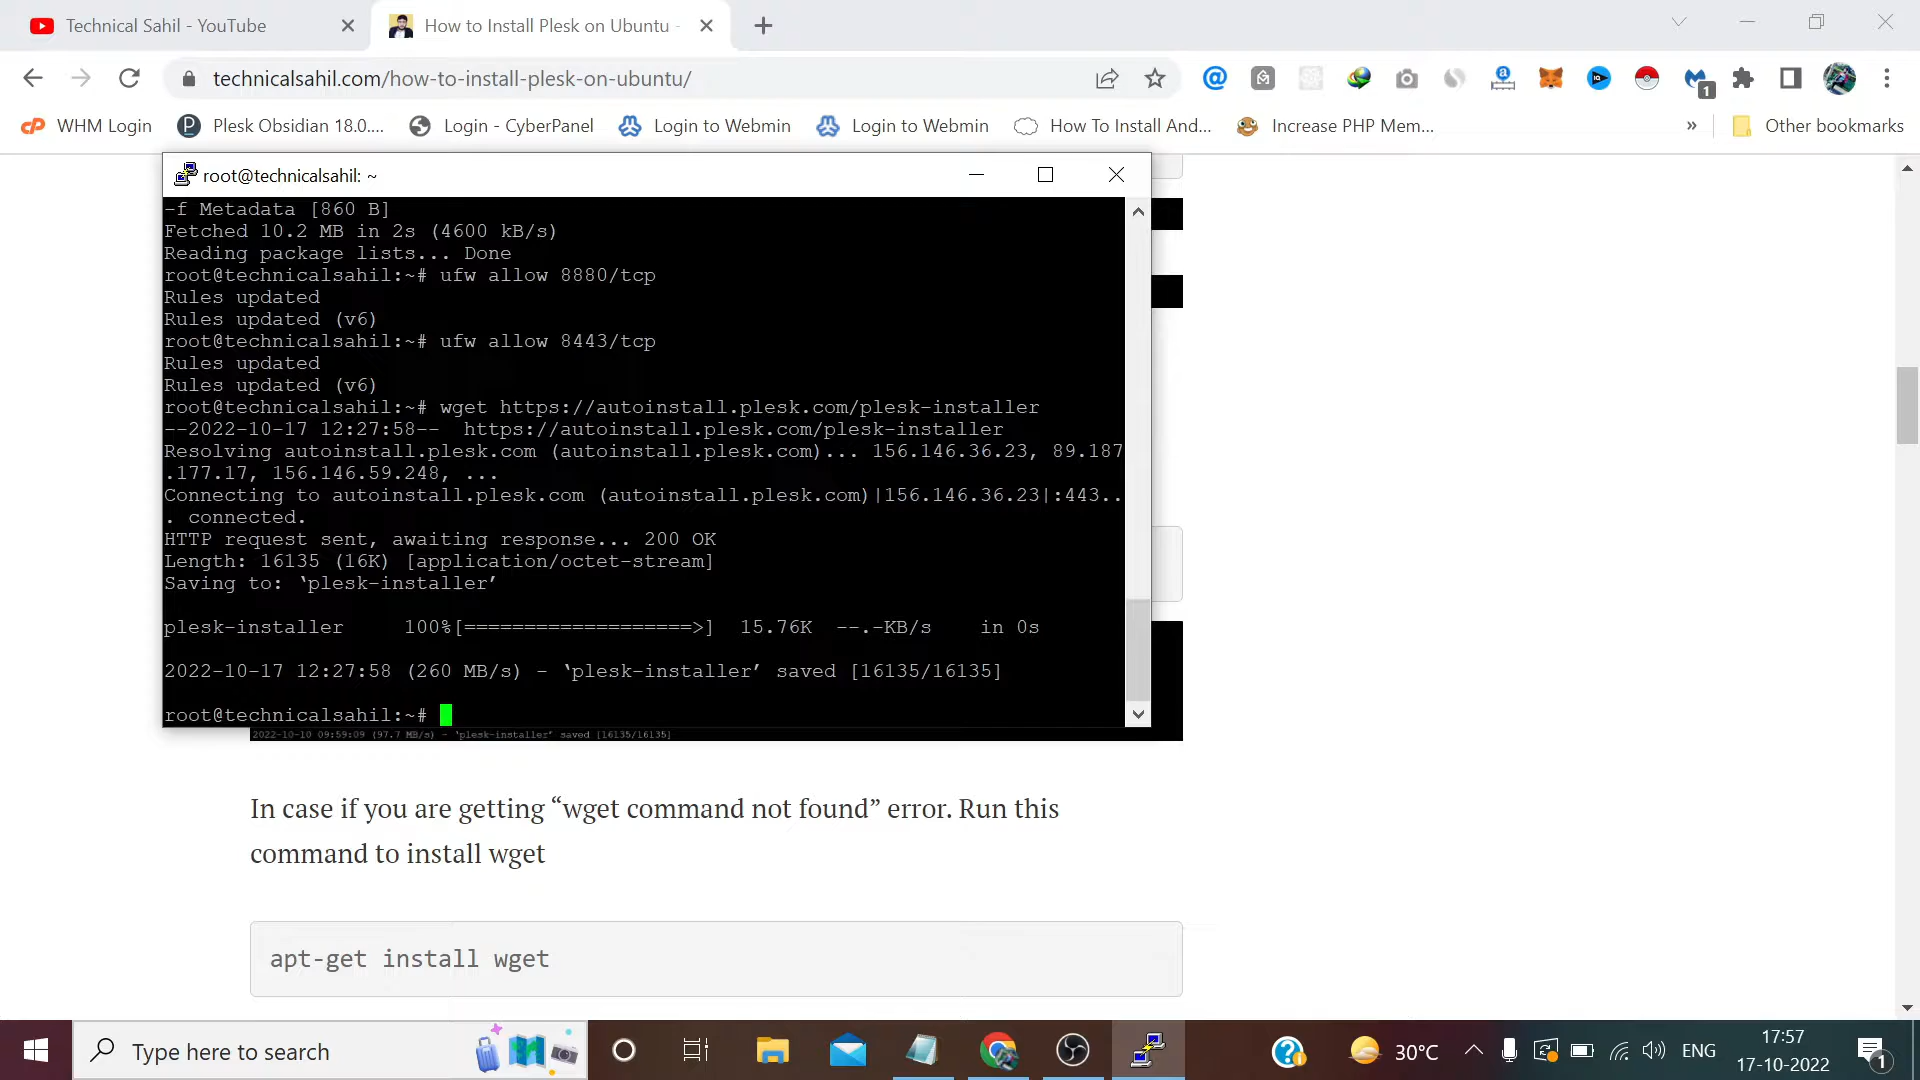 Technical Sahil - YouTube
How to Install Plesk on Ubuntu -
technicalsahil.com/how-to-install-plesk-on-ubuntu/
1
WHM Login
Plesk Obsidian 18.0....
Login - CyberPanel
Login to Webmin
Login to Webmin
How To Install And...
Increase PHP Mem...
»
Other bookmarks
root@technicalsahil: ~
-f Metadata [860 B]
Fetched 10.2 MB in 2s (4600 kB/s)
Reading package lists... Done
root@technicalsahil:~# ufw allow 8880/tcp
Rules updated
Rules updated (v6)
root@technicalsahil:~# ufw allow 8443/tcp
Rules updated
Rules updated (v6)
root@technicalsahil:~# wget https://autoinstall.plesk.com/plesk-installer
--2022-10-17 12:27:58--  https://autoinstall.plesk.com/plesk-installer
Resolving autoinstall.plesk.com (autoinstall.plesk.com)... 156.146.36.23, 89.187
.177.17, 156.146.59.248, ...
Connecting to autoinstall.plesk.com (autoinstall.plesk.com)|156.146.36.23|:443..
. connected.
HTTP request sent, awaiting response... 200 OK
Length: 16135 (16K) [application/octet-stream]
Saving to: ‘plesk-installer’
plesk-installer     100%[===================>]  15.76K  --.-KB/s    in 0s
2022-10-17 12:27:58 (260 MB/s) - ‘plesk-installer’ saved [16135/16135]
root@technicalsahil:~#
2022-10-10 09:59:09 (97.7 MB/s) - ‘plesk-installer’ saved [16135/16135]
In case if you are getting “wget command not found” error. Run this
command to install wget
apt-get install wget
Type here to search
30°C
ENG
17:57
17-10-2022
1